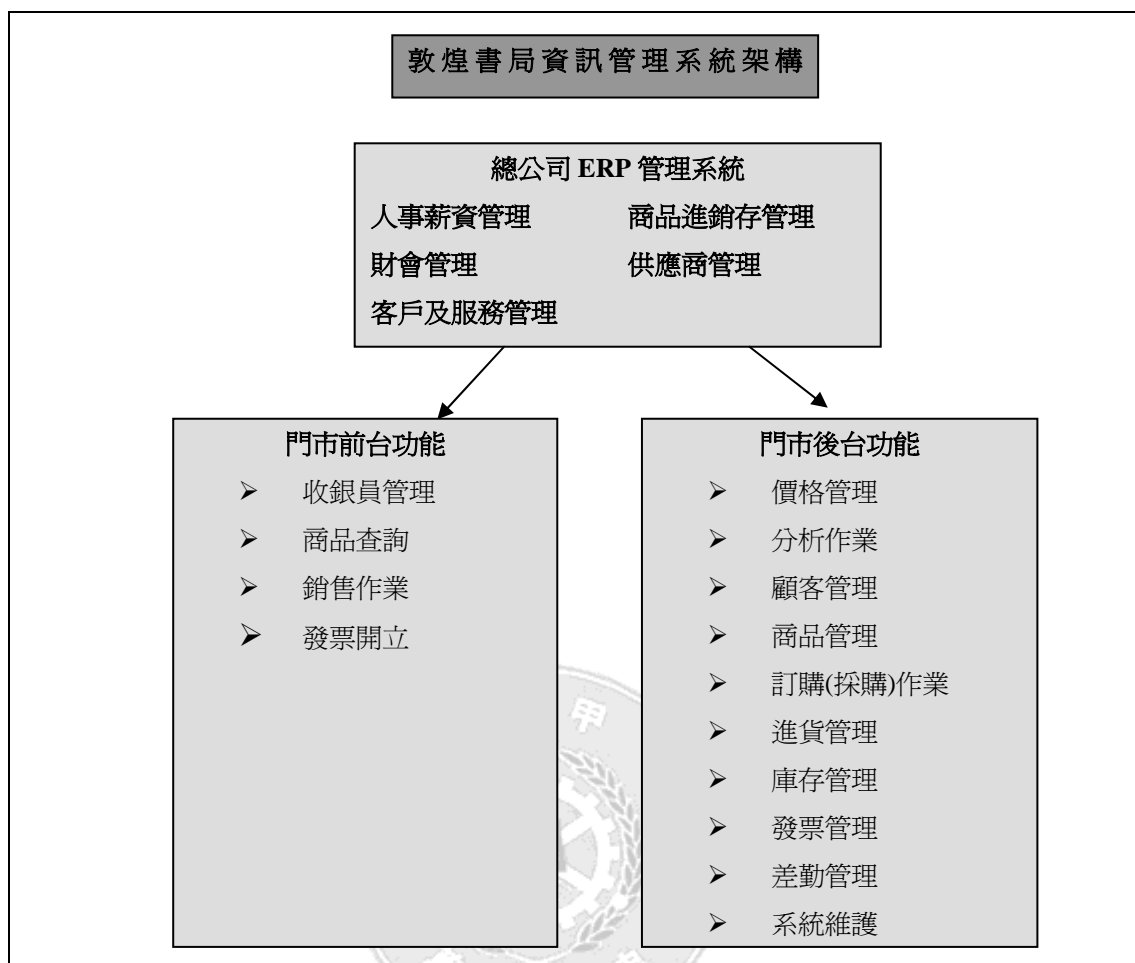 敦煌書局資訊管理系統架構
總公司 ERP 管理系統
人事薪資管理 商品進銷存管理
財會管理 供應商管理
客戶及服務管理
門市前台功能
➢ 收銀員管理
➢ 商品查詢
➢ 銷售作業
➢ 發票開立
門市後台功能
➢ 價格管理
➢ 分析作業
➢ 顧客管理
➢ 商品管理
➢ 訂購(採購)作業
➢ 進貨管理
➢ 庫存管理
➢ 發票管理
➢ 差勤管理
➢ 系統維護
甲